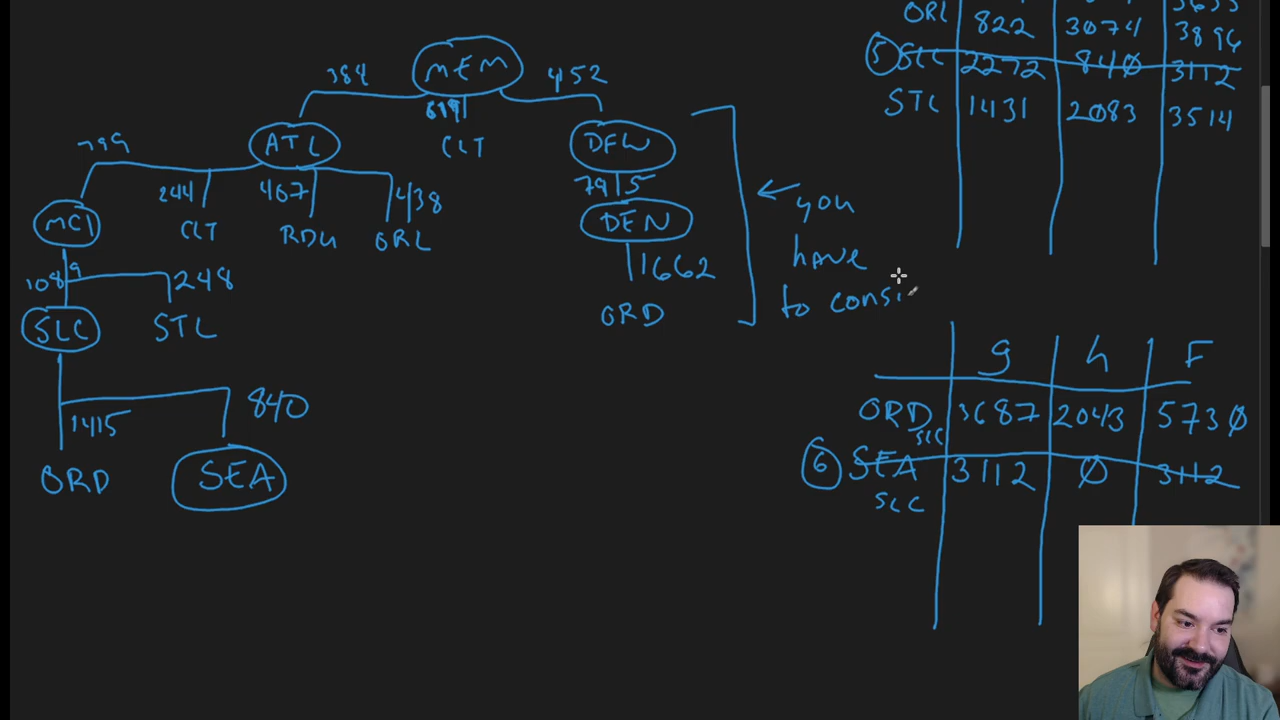 ORL 822 3074 3896
⑤ SLC 2272 840 3112
STL 1431 2083 3514
MEM
384 452
CLT
ATL
DFW
799
244 467 438
CLT RDU ORL
7915
DEN
1662
ORD
MCI
1089 248
SLC STL
1415 840
ORD SEA
← you
have
to consi
g h F
ORD SLC 3687 2043 5730
⑥ SEA SLC 3112 0 3112